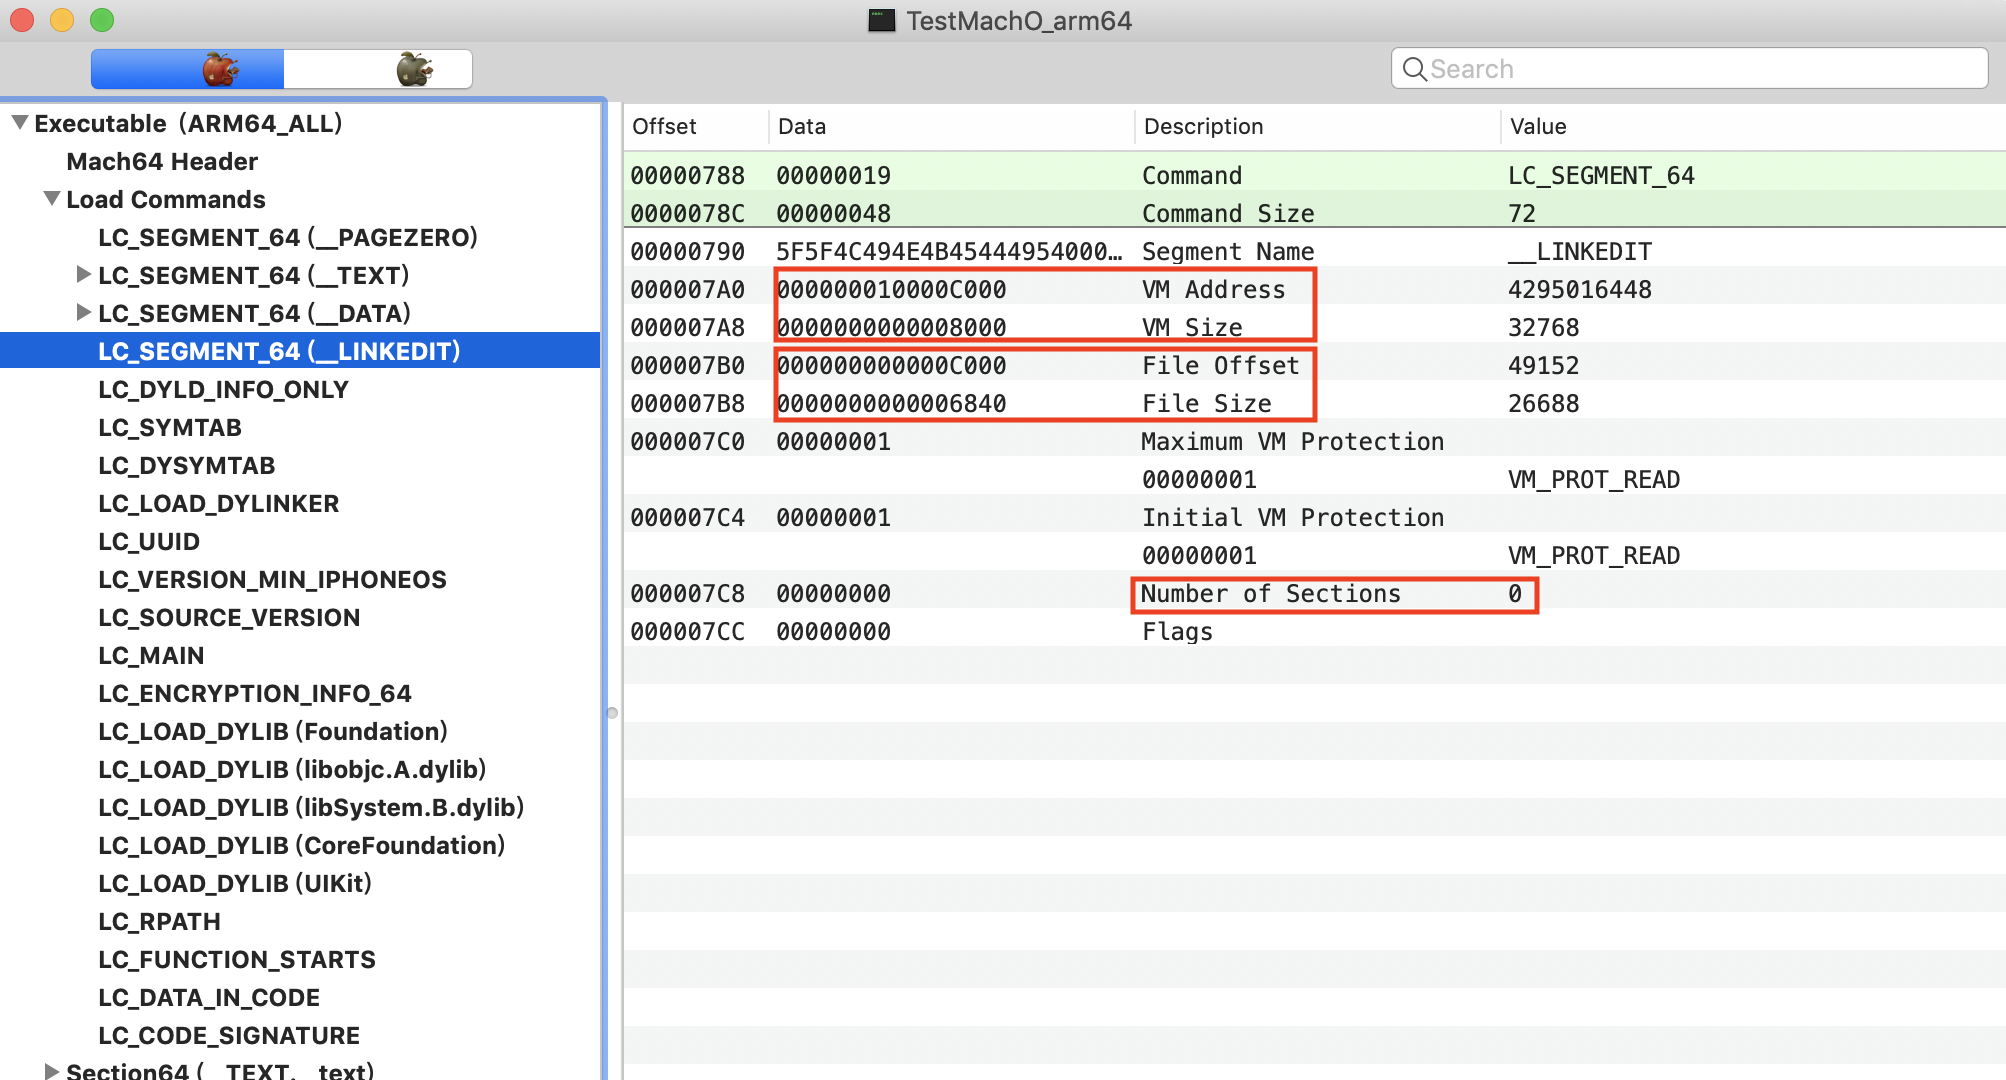 TestMachO_arm64
Search
Executable (ARM64_ALL)
Mach64 Header
Load Commands
LC_SEGMENT_64 (__PAGEZERO)
LC_SEGMENT_64 (__TEXT)
LC_SEGMENT_64 (__DATA)
LC_SEGMENT_64 (__LINKEDIT)
LC_DYLD_INFO_ONLY
LC_SYMTAB
LC_DYSYMTAB
LC_LOAD_DYLINKER
LC_UUID
LC_VERSION_MIN_IPHONEOS
LC_SOURCE_VERSION
LC_MAIN
LC_ENCRYPTION_INFO_64
LC_LOAD_DYLIB (Foundation)
LC_LOAD_DYLIB (libobjc.A.dylib)
LC_LOAD_DYLIB (libSystem.B.dylib)
LC_LOAD_DYLIB (CoreFoundation)
LC_LOAD_DYLIB (UIKit)
LC_RPATH
LC_FUNCTION_STARTS
LC_DATA_IN_CODE
LC_CODE_SIGNATURE
Section64 (__TEXT,__text)
Offset Data Description Value
00000788 00000019 Command LC_SEGMENT_64
0000078C 00000048 Command Size 72
00000790 5F5F4C494E4B45444954000… Segment Name __LINKEDIT
000007A0 000000010000C000 VM Address 4295016448
000007A8 0000000000008000 VM Size 32768
000007B0 000000000000C000 File Offset 49152
000007B8 0000000000006840 File Size 26688
000007C0 00000001 Maximum VM Protection
00000001 VM_PROT_READ
000007C4 00000001 Initial VM Protection
00000001 VM_PROT_READ
000007C8 00000000 Number of Sections 0
000007CC 00000000 Flags